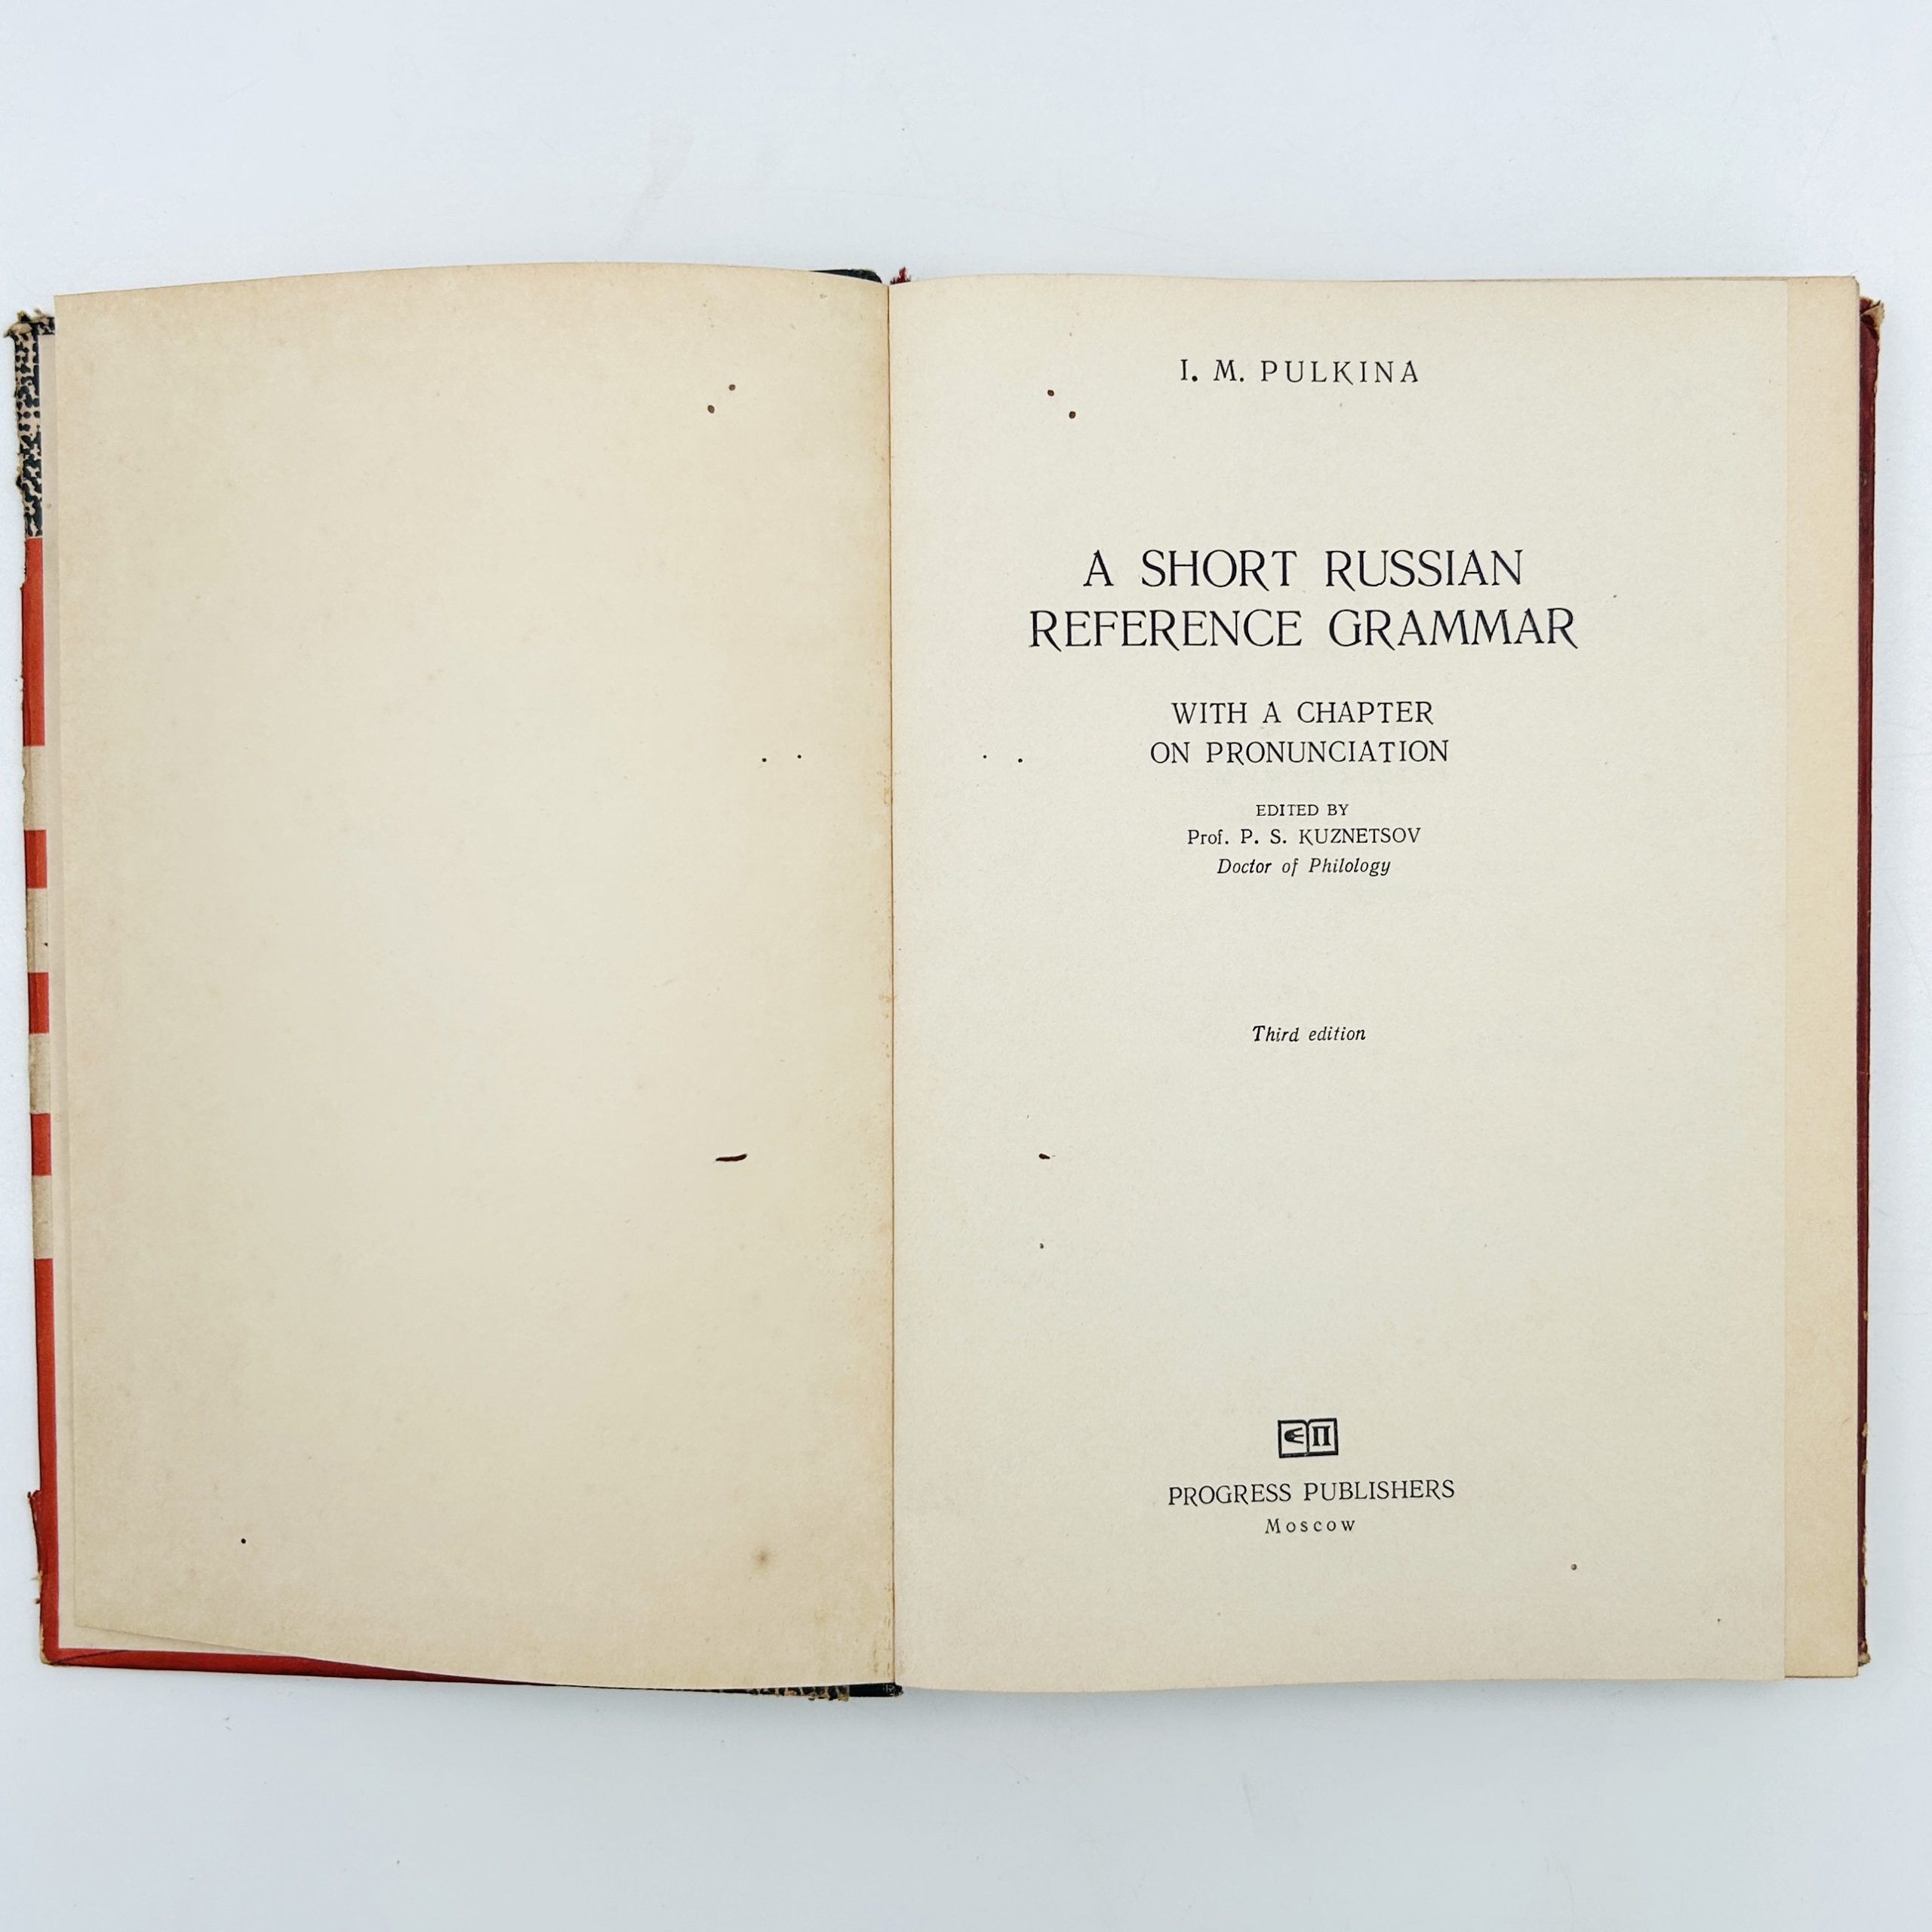 I. M. PULKINA
A SHORT RUSSIAN
REFERENCE GRAMMAR
WITH A CHAPTER
ON PRONUNCIATION
EDITED BY
Prof. P. S. KUZNETSOV
Doctor of Philology
Third edition
П
PROGRESS PUBLISHERS
Moscow